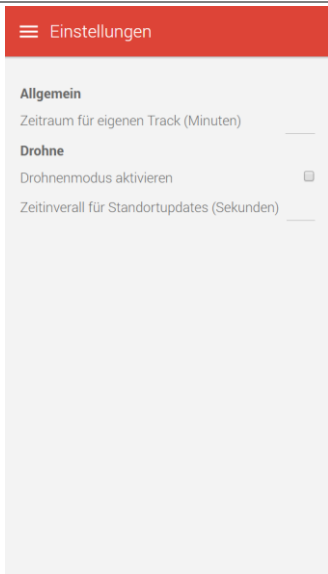 Einstellungen
Allgemein
Zeitraum für eigenen Track (Minuten)
Drohne
Drohnenmodus aktivieren
Zeitinverall für Standortupdates (Sekunden)